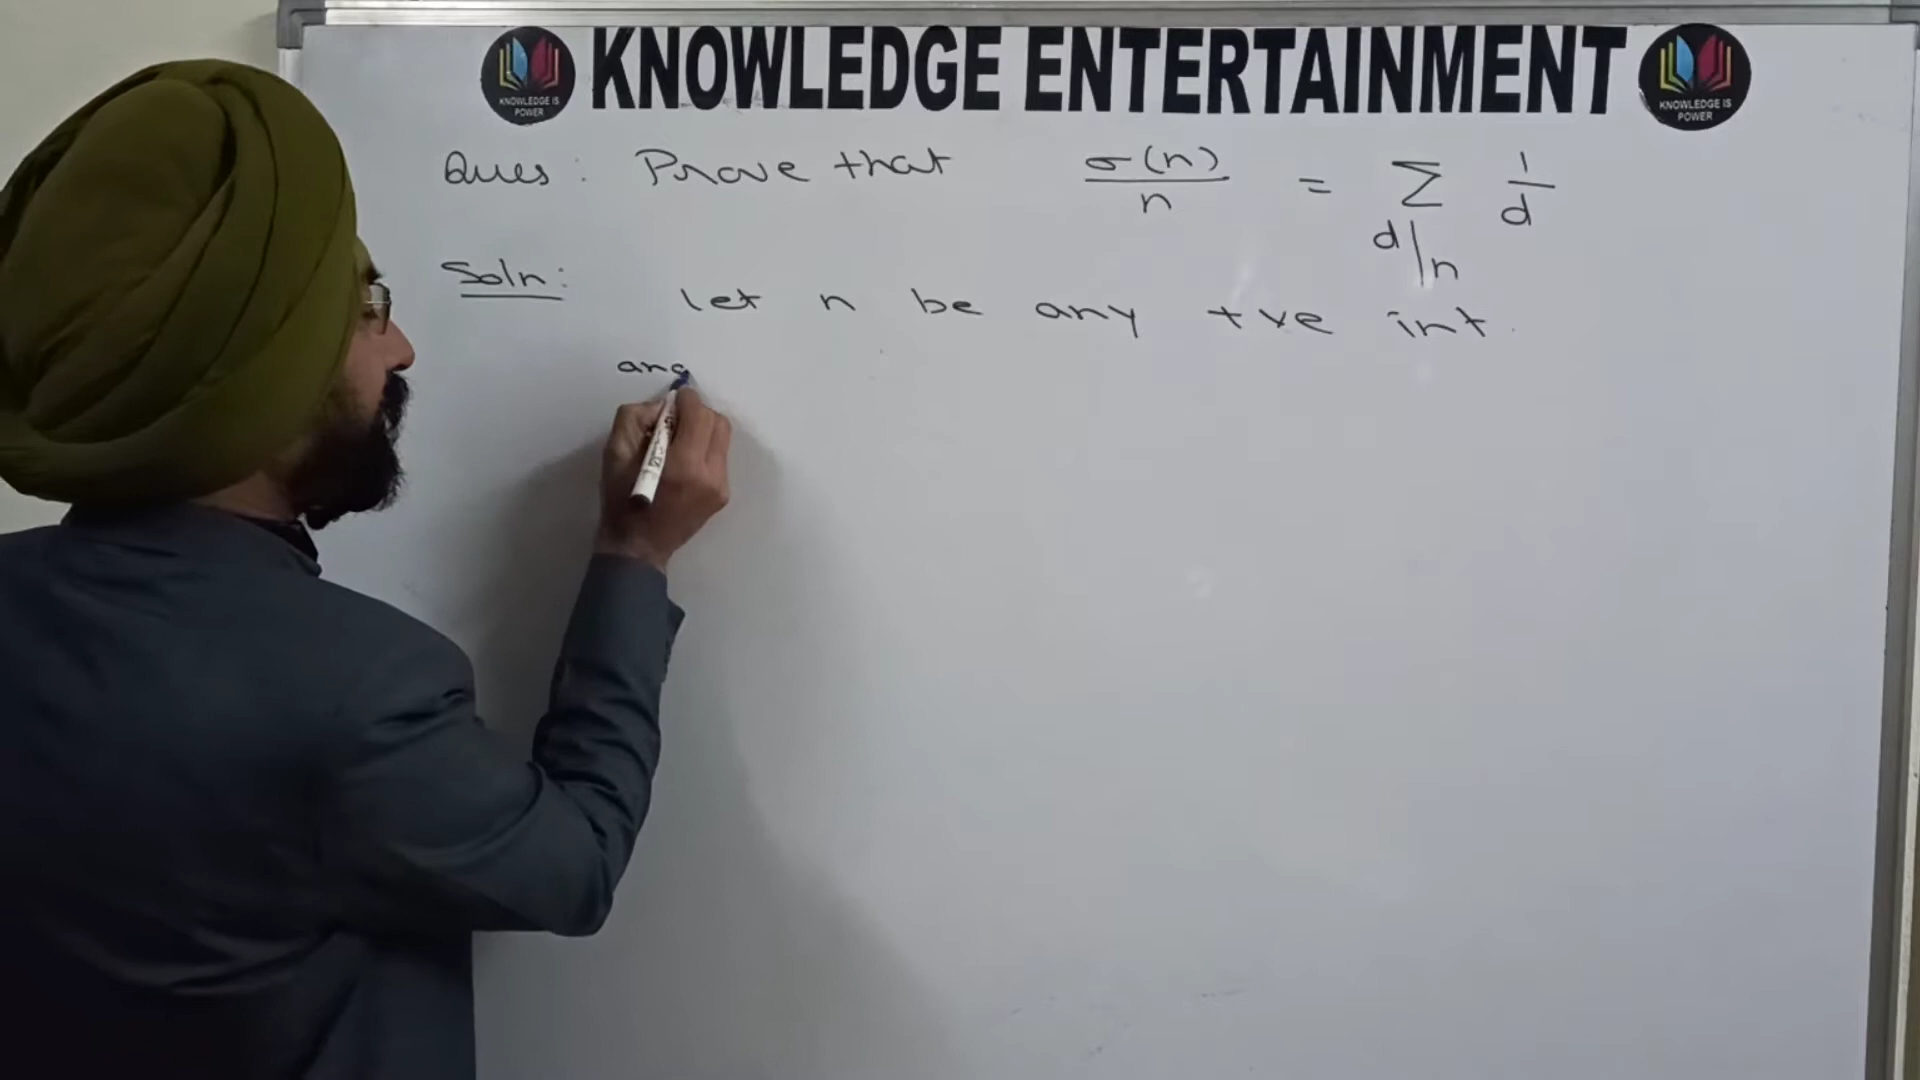 KNOWLEDGE ENTERTAINMENT
KNOWLEDGE IS
POWER
KNOWLEDGE IS
POWER
Ques : Prove that σ(n)/n = Σ d|n 1/d
Soln :
let n be any +ve int.
and